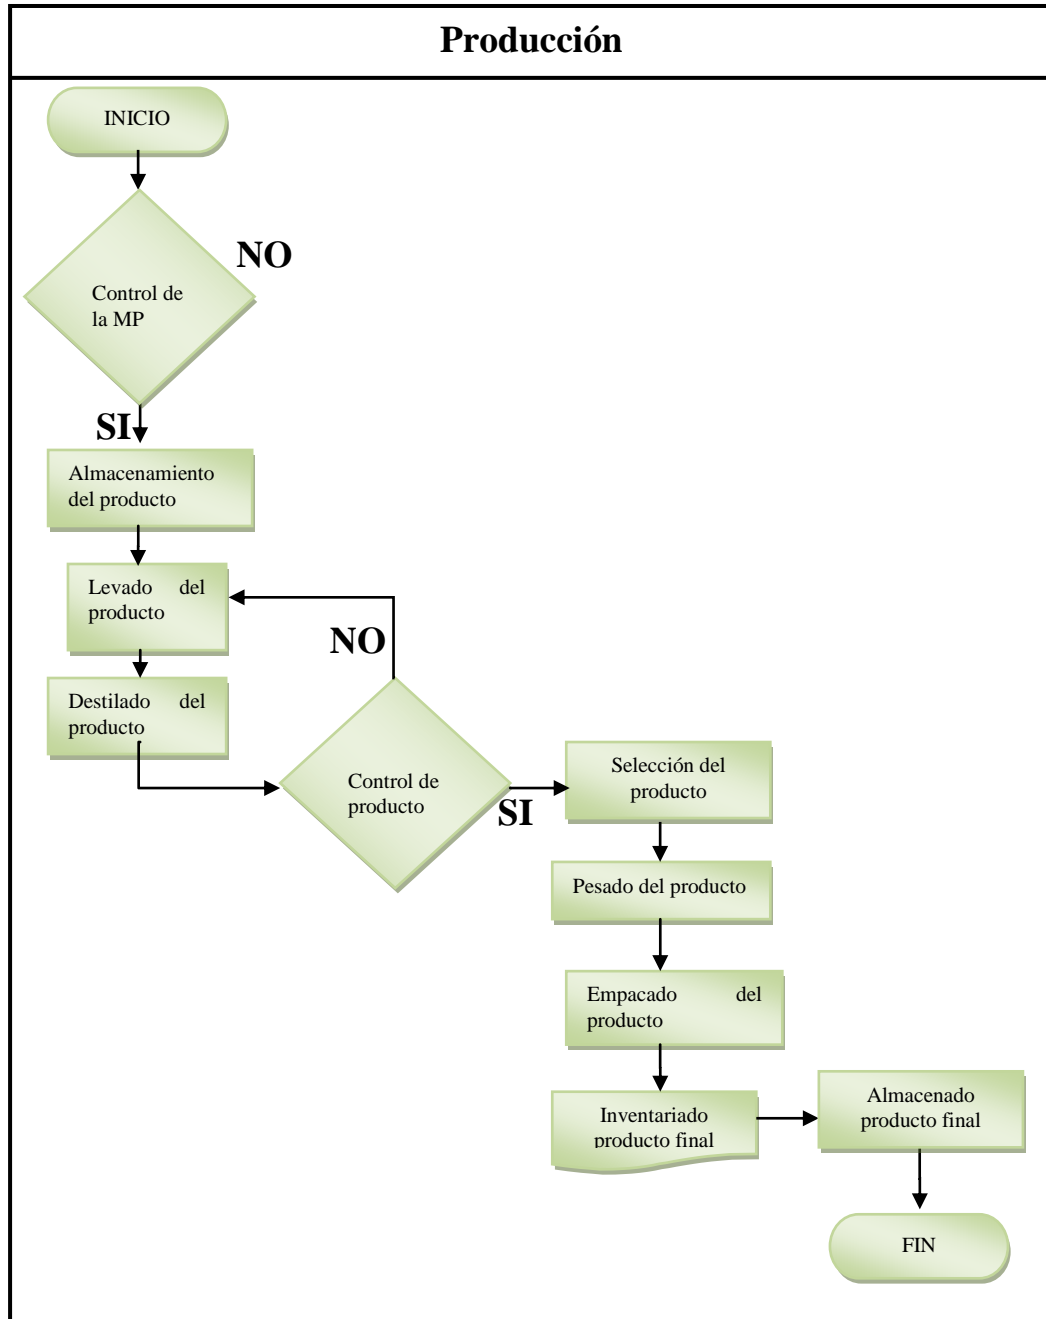 Producción
INICIO
NO
Control de
la MP
SI
Almacenamiento
del producto
Levado del
producto
NO
Destilado del
producto
Control de
producto
SI
Selección del
producto
Pesado del producto
Empacado del
producto
Inventariado
producto final
Almacenado
producto final
FIN